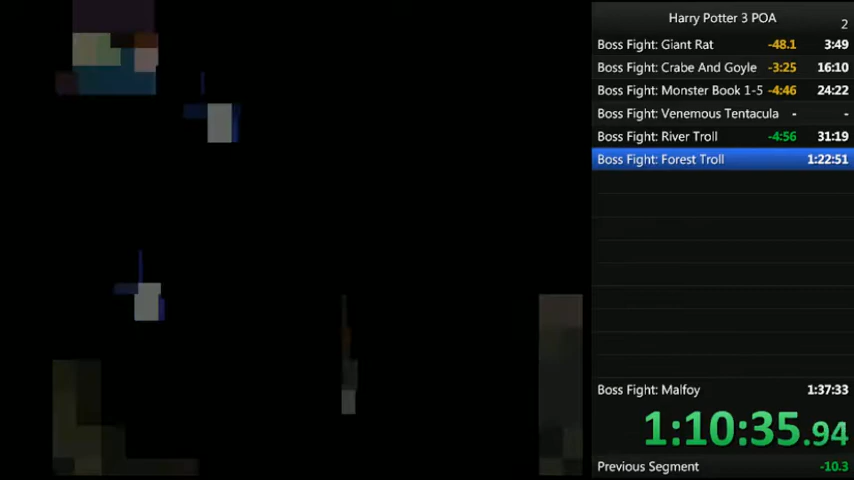 Harry Potter 3 POA
2
Boss Fight: Giant Rat -48.1 3:49
Boss Fight: Crabe And Goyle -3:25 16:10
Boss Fight: Monster Book 1-5 -4:46 24:22
Boss Fight: Venemous Tentacula - -
Boss Fight: River Troll -4:56 31:19
Boss Fight: Forest Troll 1:22:51
Boss Fight: Malfoy 1:37:33
1:10:35.94
Previous Segment -10.3